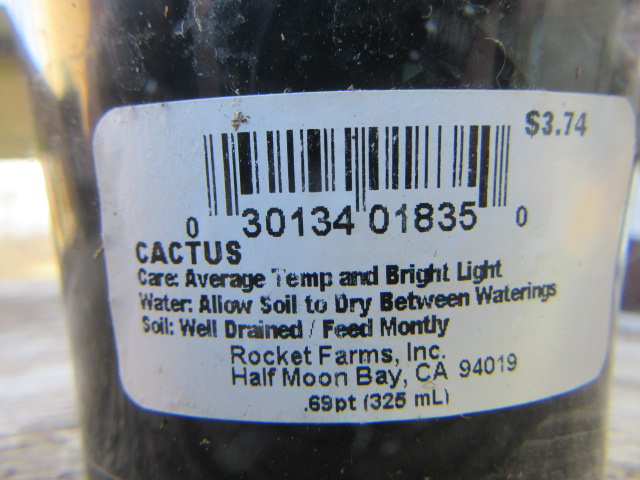 $3.74
0 30134 01835 0
CACTUS
Care: Average Temp and Bright Light
Water: Allow Soil to Dry Between Waterings
Soil: Well Drained / Feed Montly
Rocket Farms, Inc.
Half Moon Bay, CA 94019
.69pt (325 mL)